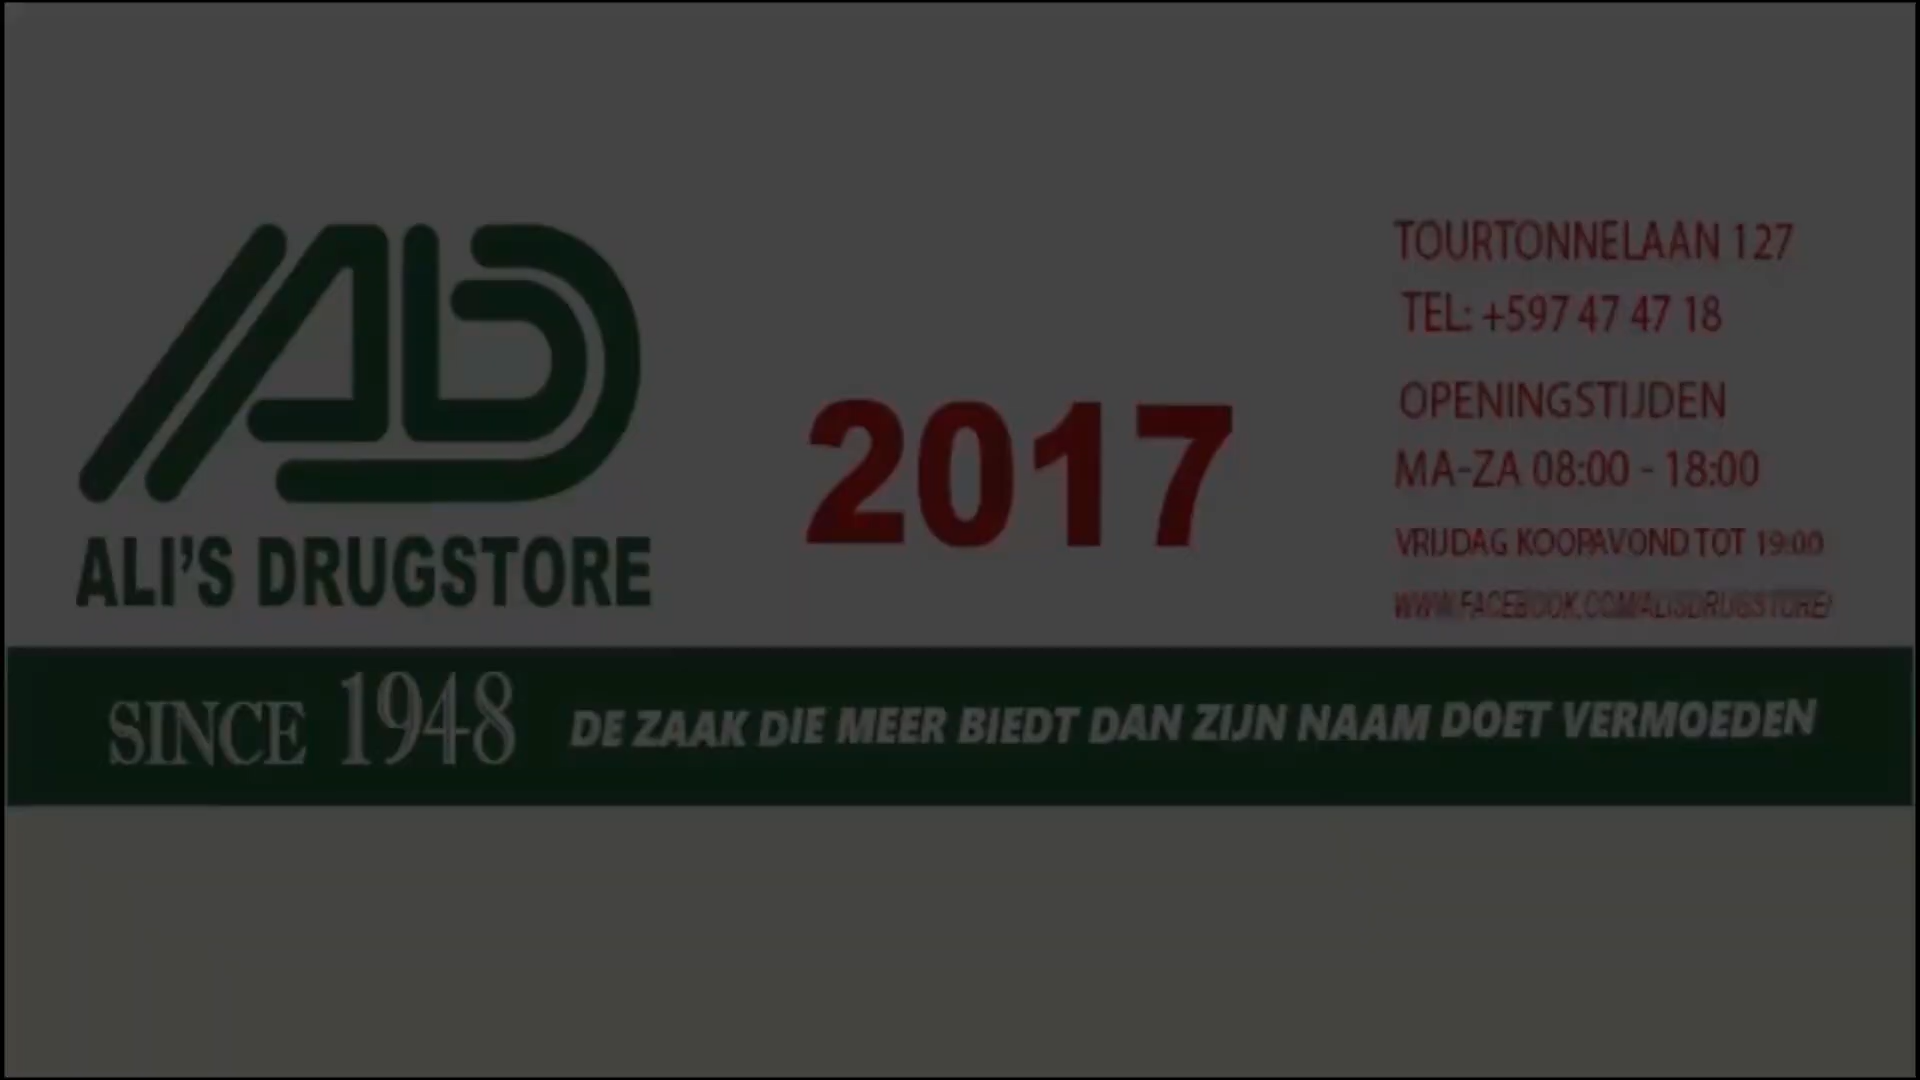 ALI'S DRUGSTORE
2017
TOURTONNELAAN 127
TEL: +597 47 47 18
OPENINGSTIJDEN
MA-ZA 08:00 - 18:00
VRIJDAG KOOPAVOND TOT 19:00
WWW.FACEBOOK.COM/ALISDRUGSTORE/
SINCE 1948
DE ZAAK DIE MEER BIEDT DAN ZIJN NAAM DOET VERMOEDEN